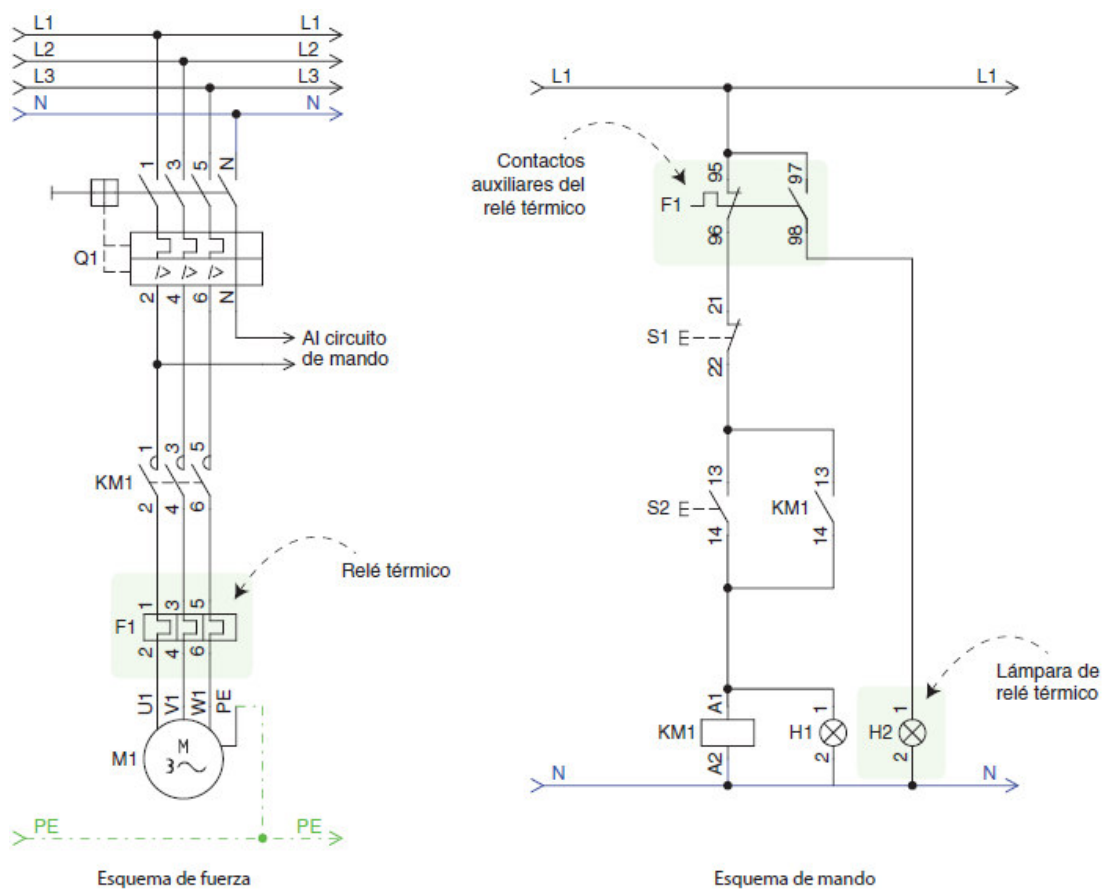 L1 L1
L2 L2
L3 L3
N N
1 3 5 N
Q1
2 4 6 N
Al circuito
de mando
1 3 5
KM1
2 4 6
Relé térmico
1 3 5
F1
2 4 6
U1 V1 W1 PE
M1
M
3
PE PE
Esquema de fuerza
L1 L1
Contactos
auxiliares del
relé térmico
95 97
F1
96 98
21
S1
22
13 13
S2 KM1
14 14
Lámpara de
relé térmico
A1 1 1
KM1 H1 H2
A2 2 2
N N
Esquema de mando